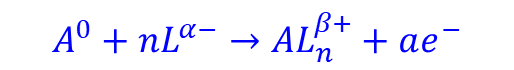 A⁰ + nL^{α−} → AL_n^{β+} + ae⁻